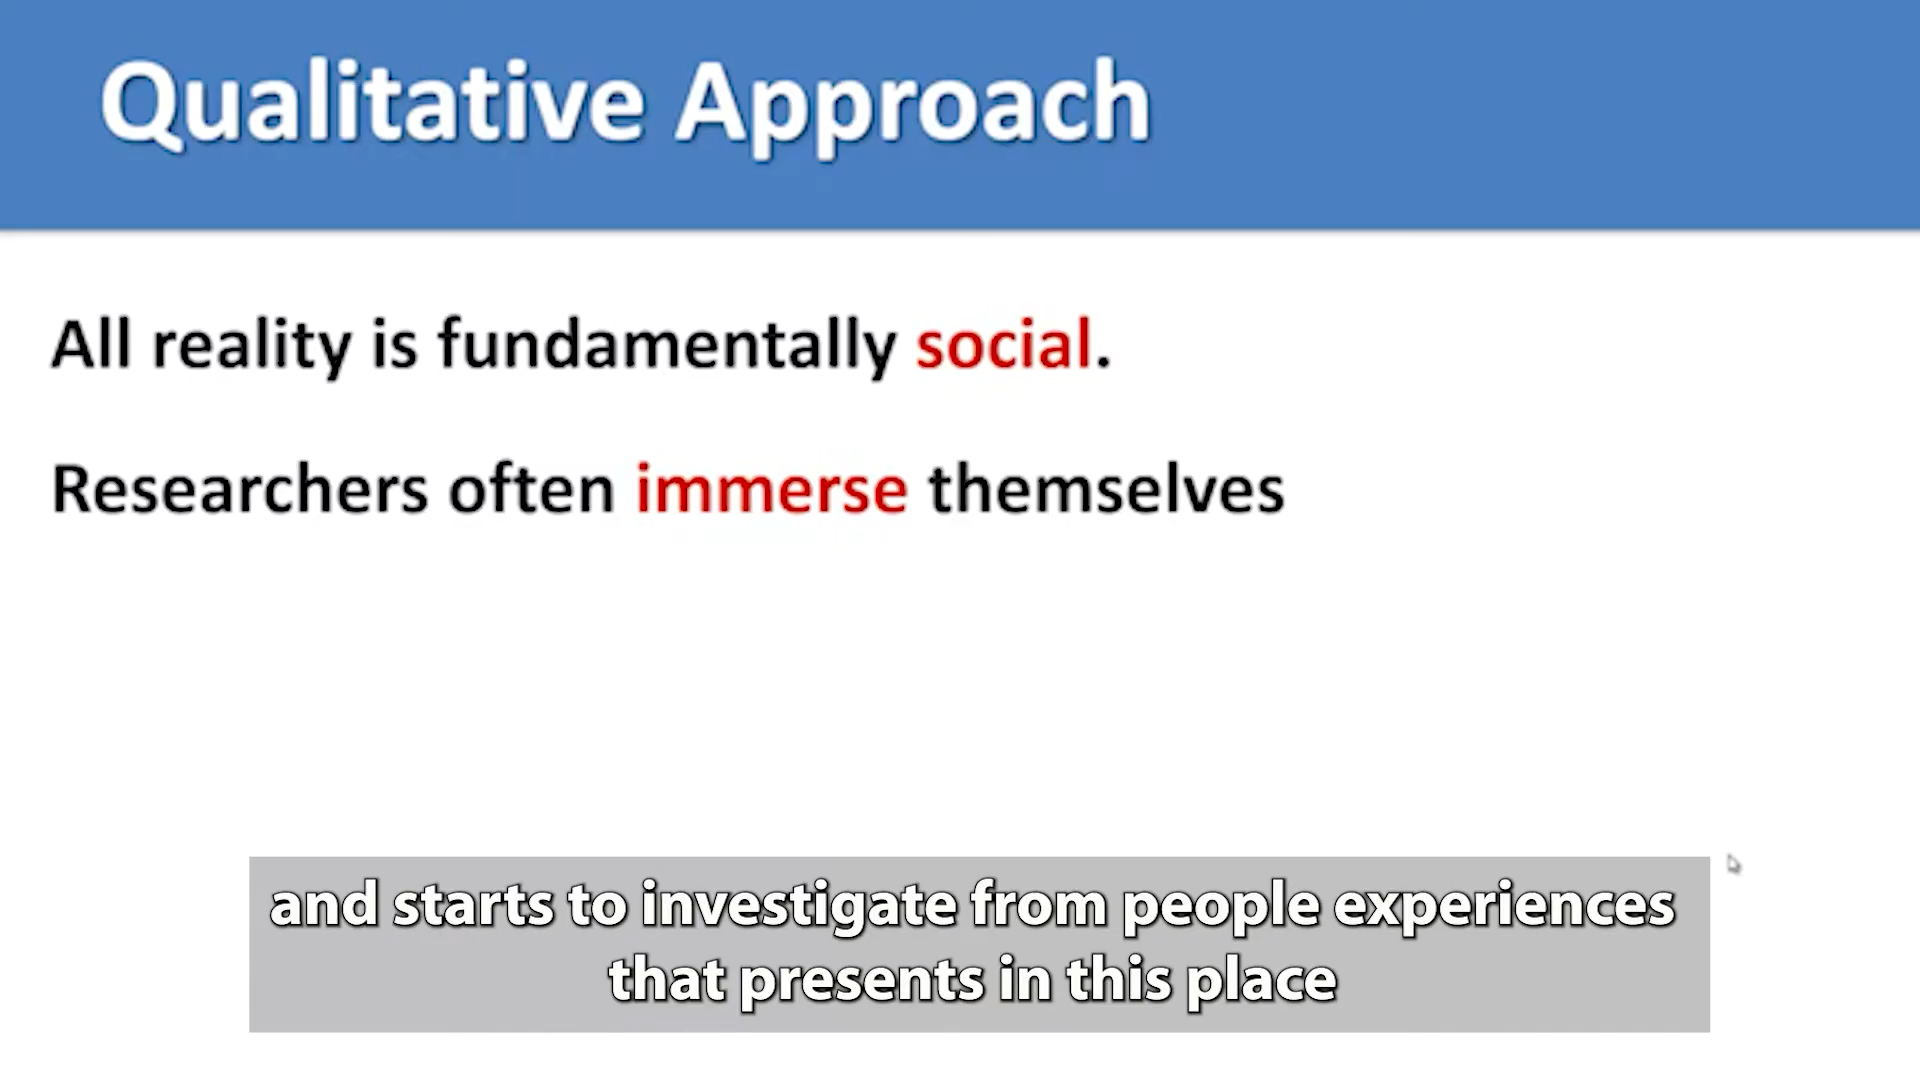 Qualitative Approach
All reality is fundamentally social.
Researchers often immerse themselves
and starts to investigate from people experiences
that presents in this place